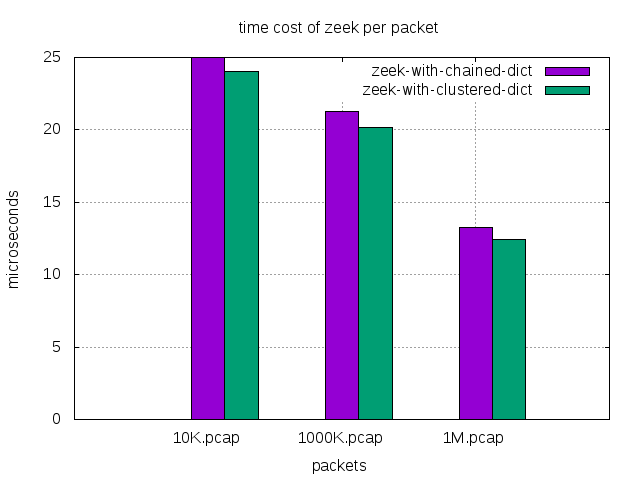 time cost of zeek per packet
zeek-with-chained-dict
zeek-with-clustered-dict
microseconds
25
20
15
10
5
0
10K.pcap 1000K.pcap 1M.pcap
packets